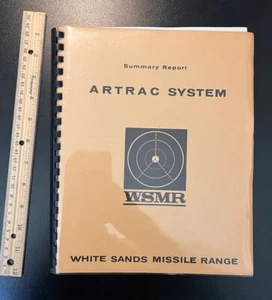 Summary Report
ARTRAC SYSTEM
WSMR
WHITE SANDS MISSILE RANGE